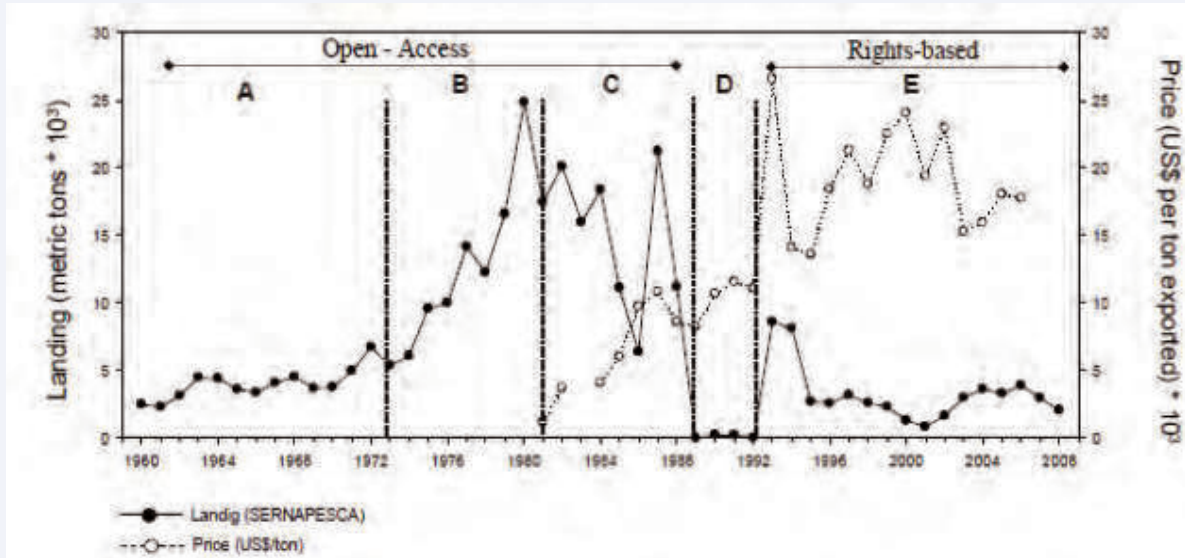 Open - Access
Rights-based
A
B
C
D
E
Landing (metric tons * 10³)
30
25
20
15
10
5
0
Price (US$ per ton exported) * 10³
30
25
20
15
10
5
0
1960 1964 1968 1972 1976 1980 1984 1988 1992 1996 2000 2004 2008
Landig (SERNAPESCA)
Price (US$/ton)